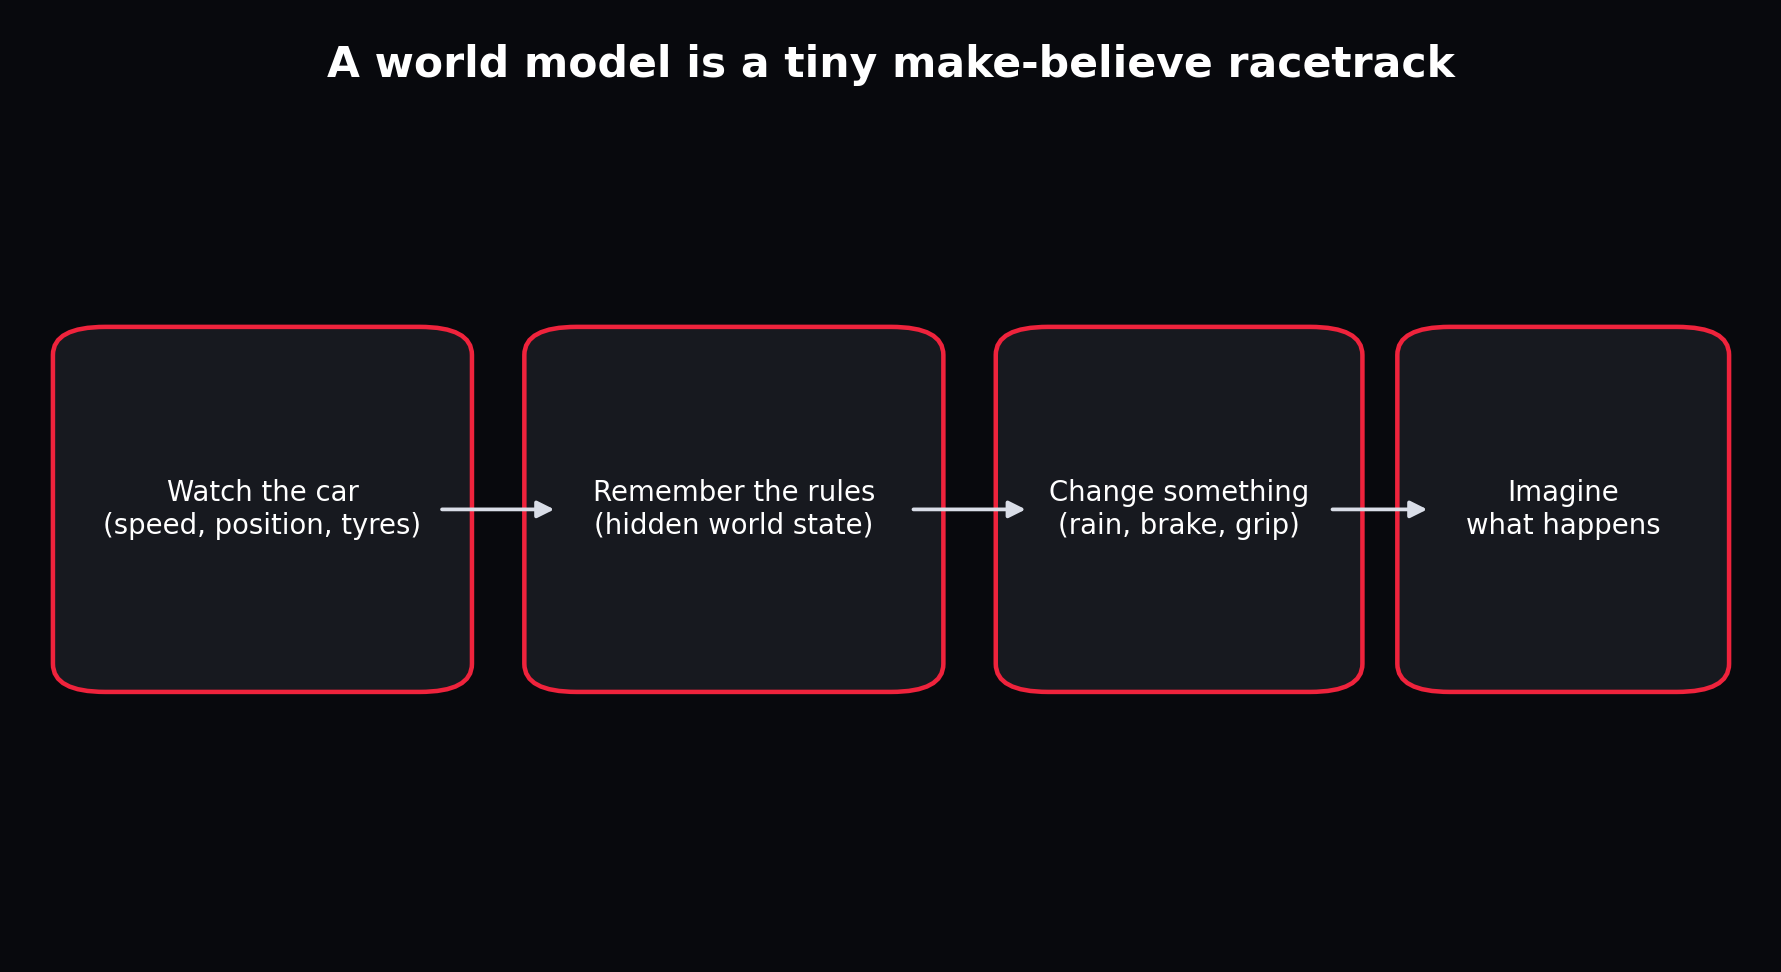 A world model is a tiny make-believe racetrack
Watch the car
(speed, position, tyres)
Remember the rules
(hidden world state)
Change something
(rain, brake, grip)
Imagine
what happens